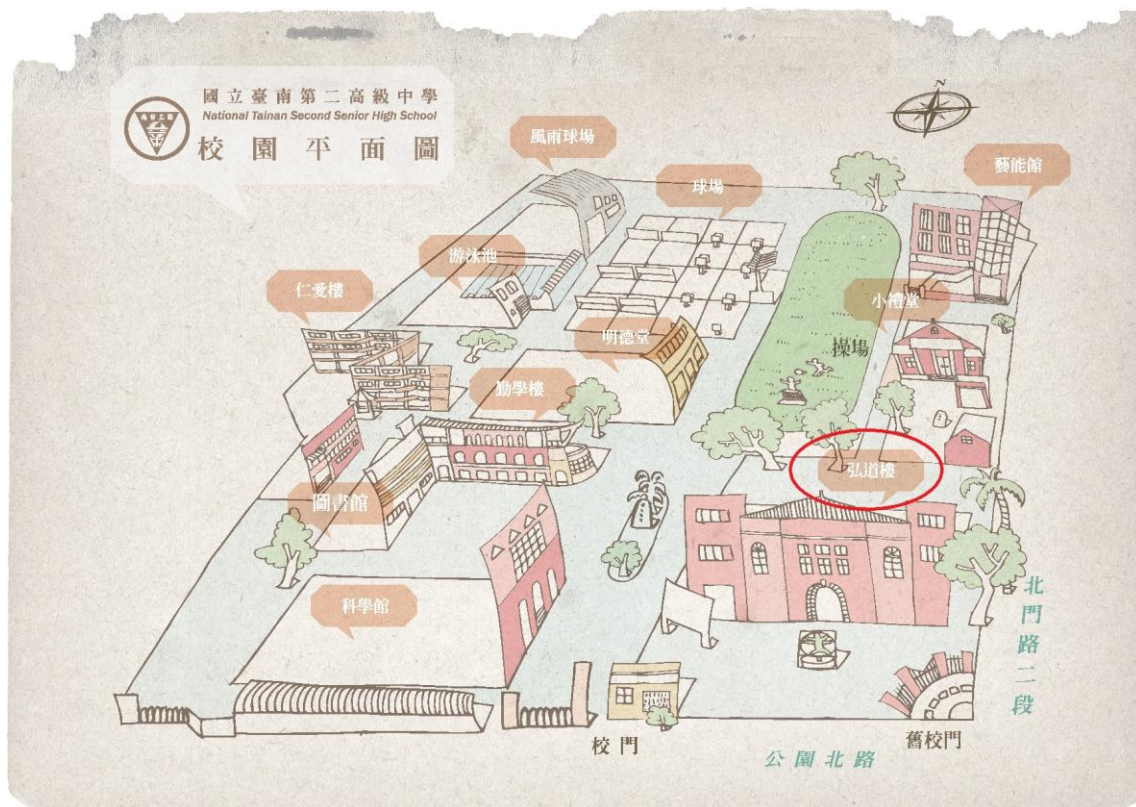 國立臺南第二高級中學
National Tainan Second Senior High School
校園平面圖
N
風雨球場
球場
藝能館
游泳池
仁愛樓
小禮堂
明德堂
操場
勤學樓
弘道樓
圖書館
科學館
北門路二段
校門
舊校門
公園北路